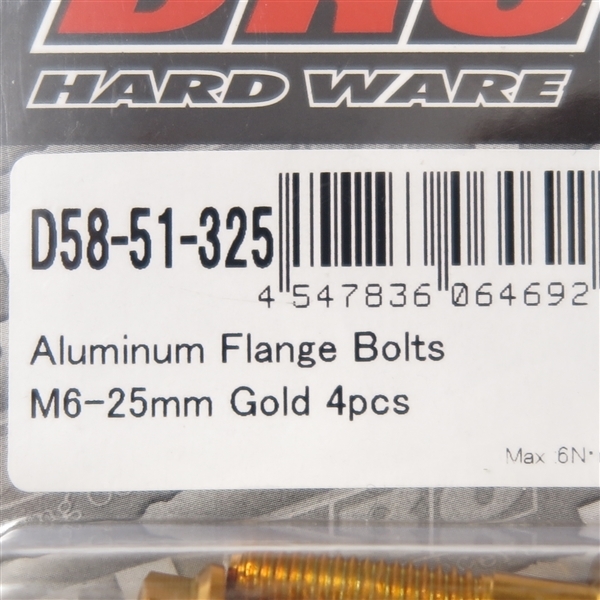 HARD WARE
D58-51-325
4 547836 064692
Aluminum Flange Bolts
M6-25mm Gold 4pcs
Max .6N・